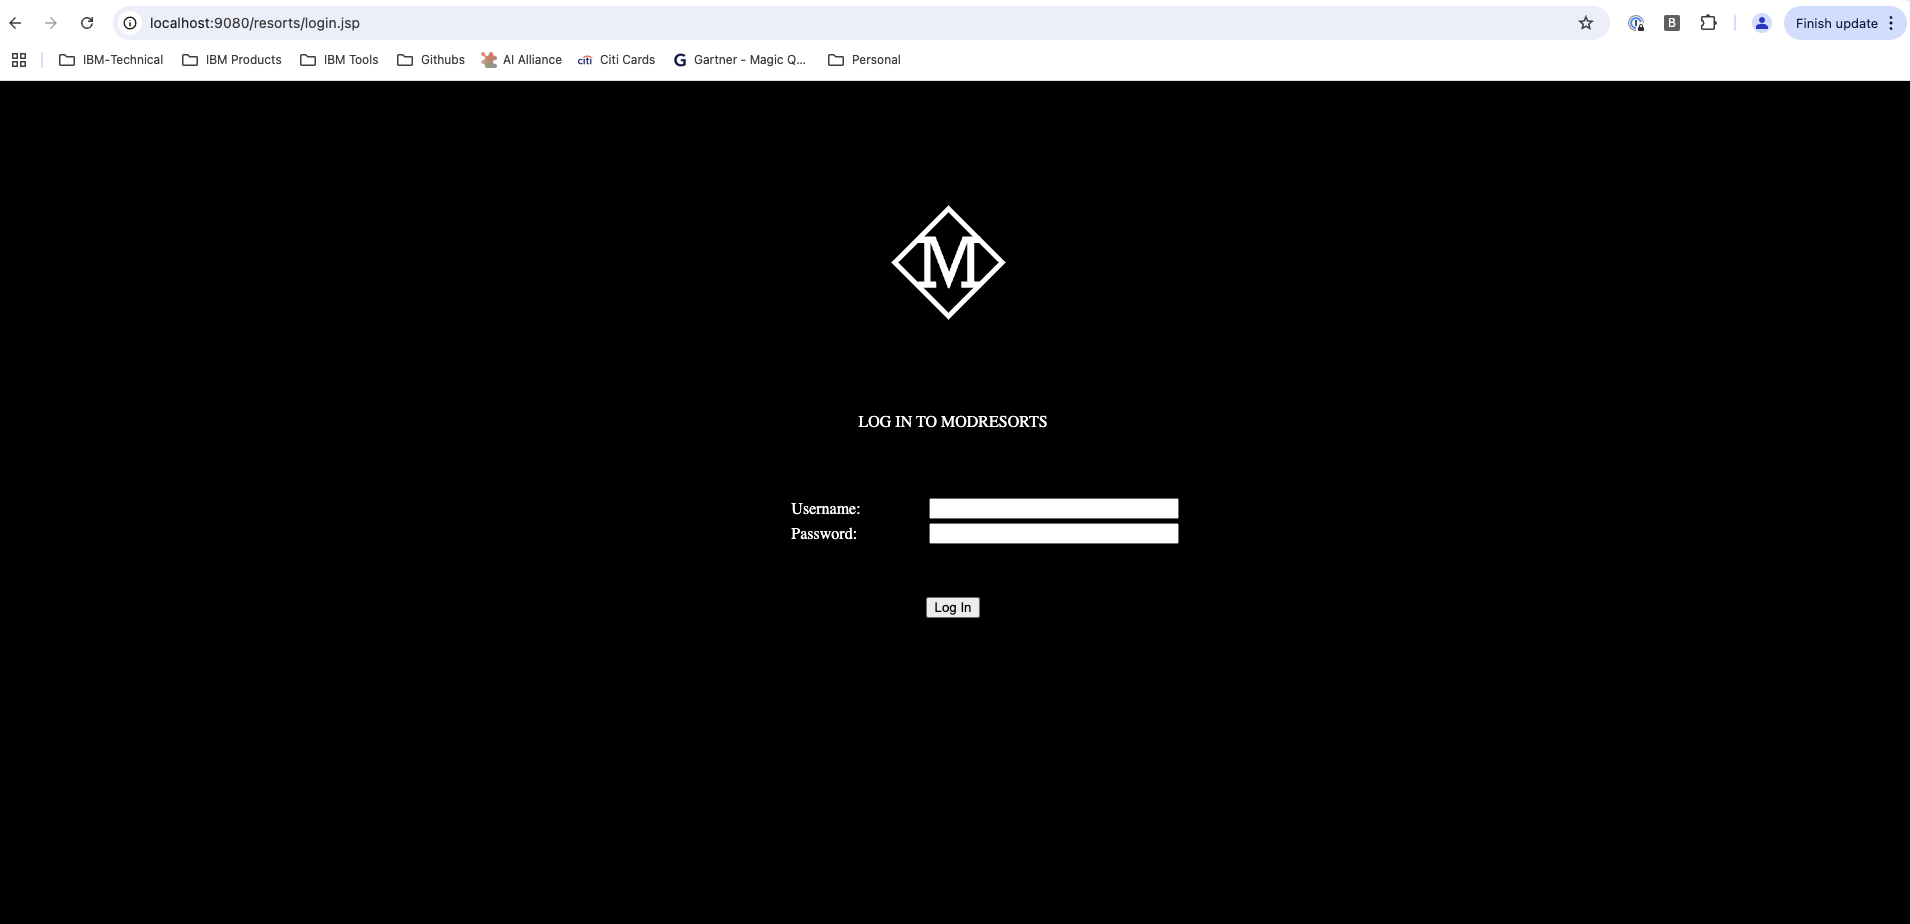 localhost:9080/resorts/login.jsp
B
Finish update
IBM-Technical
IBM Products
IBM Tools
Githubs
AI Alliance
citi Citi Cards
G Gartner - Magic Q...
Personal
M
LOG IN TO MODRESORTS
Username:
Password:
Log In